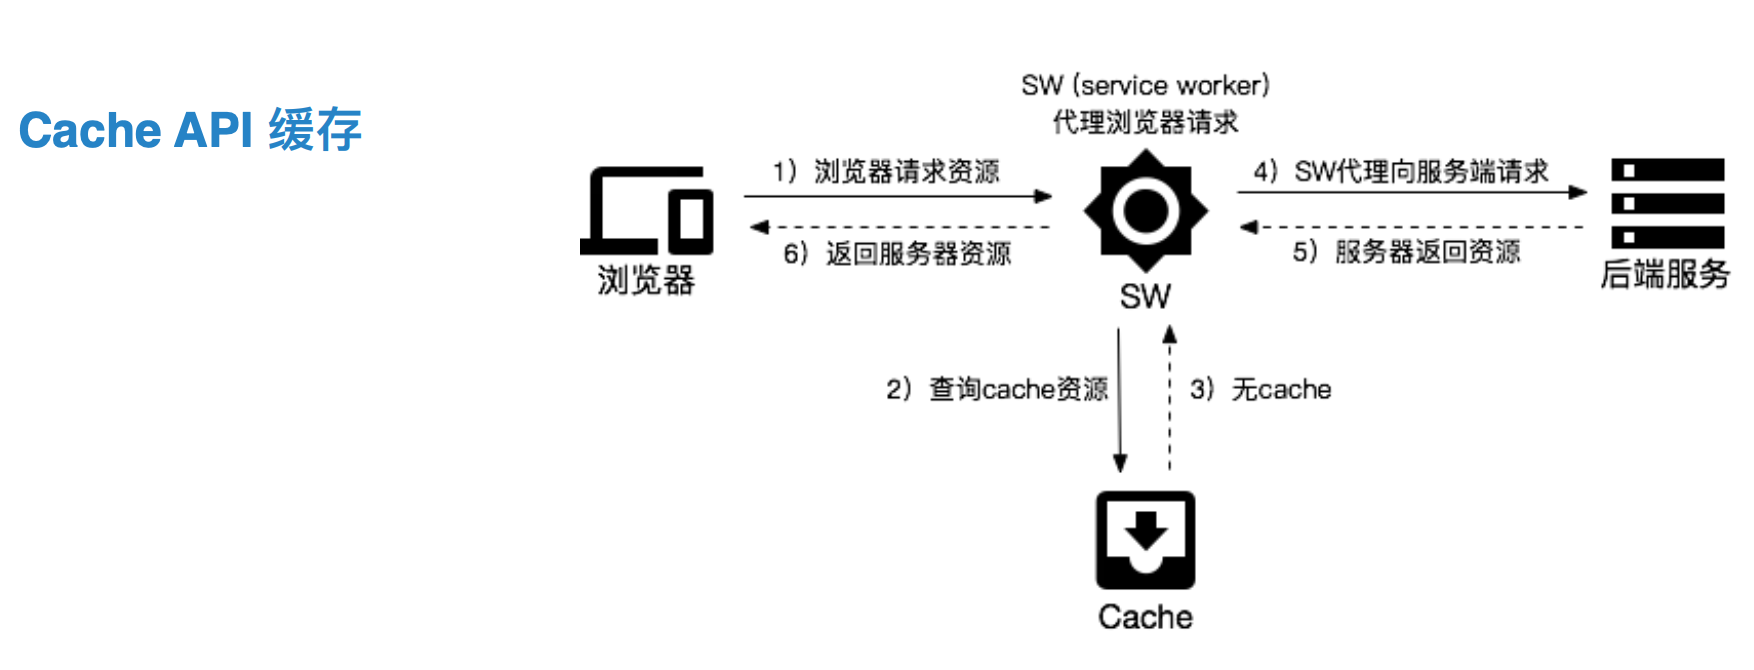 Cache API 缓存
SW (service worker)
代理浏览器请求
1）浏览器请求资源
4）SW代理向服务端请求
6）返回服务器资源
5）服务器返回资源
浏览器
SW
后端服务
2）查询cache资源
3）无cache
Cache